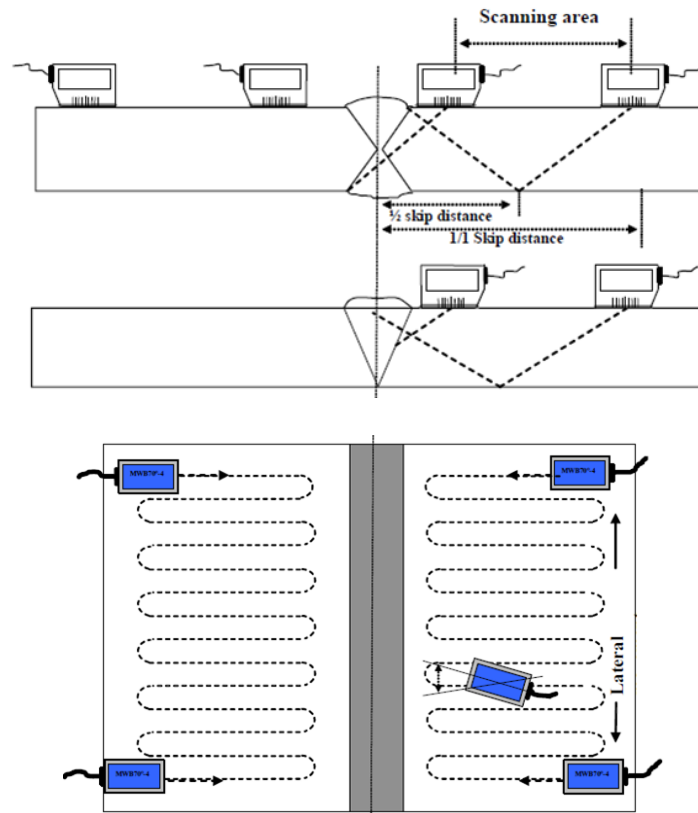 Scanning area
½ skip distance
1/1 Skip distance
MWB70°-4
MWB70°-4
Lateral
MWB70°-4
MWB70°-4